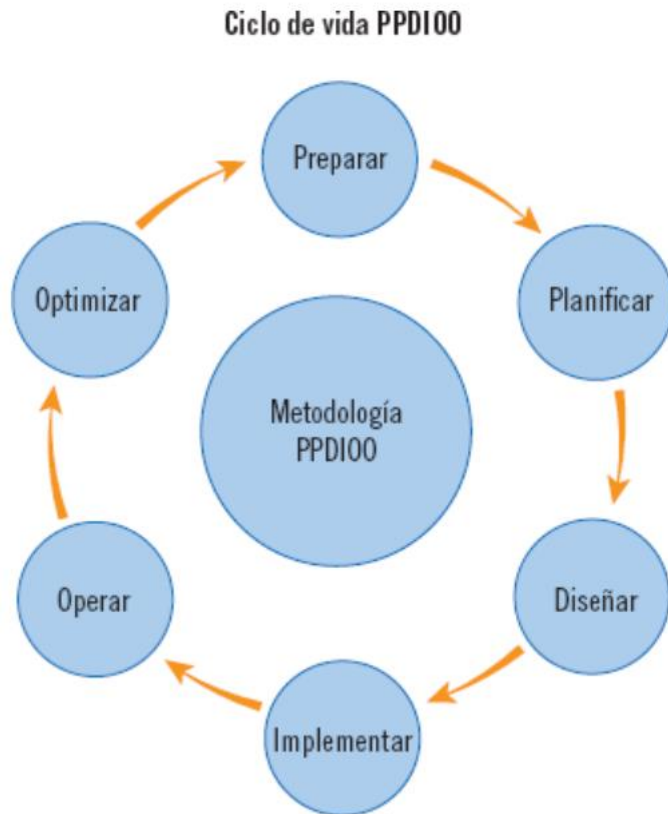 Ciclo de vida PPDIOO
Preparar
Planificar
Diseñar
Implementar
Operar
Optimizar
Metodología
PPDIOO